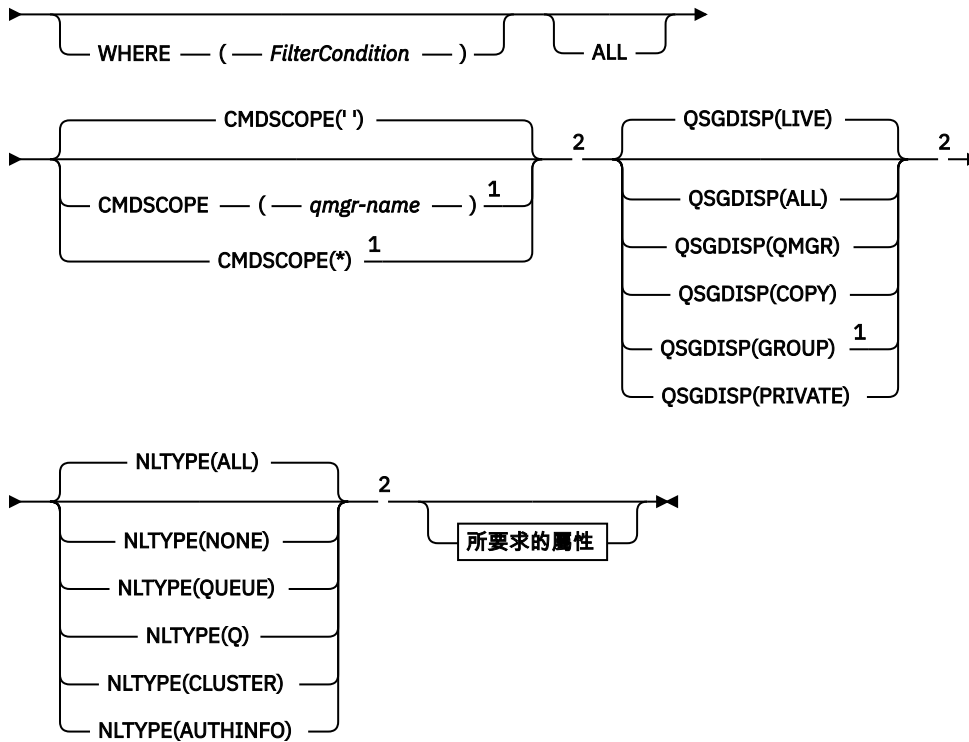 WHERE ( FilterCondition ) ALL
CMDSCOPE(' ')
2
CMDSCOPE ( qmgr-name ) 1
CMDSCOPE(*) 1
QSGDISP(LIVE)
2
QSGDISP(ALL)
QSGDISP(QMGR)
QSGDISP(COPY)
QSGDISP(GROUP) 1
QSGDISP(PRIVATE)
NLTYPE(ALL)
2
NLTYPE(NONE)
NLTYPE(QUEUE)
NLTYPE(Q)
NLTYPE(CLUSTER)
NLTYPE(AUTHINFO)
所要求的屬性